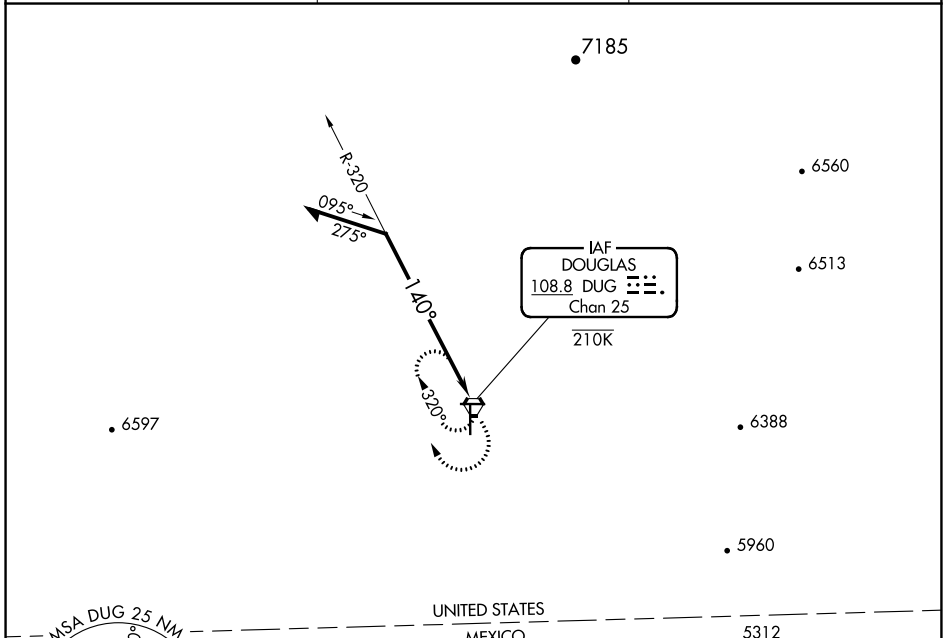 7185
R-320
6560
095°
275°
IAF
DOUGLAS
108.8 DUG
Chan 25
210K
6513
140°
320°
6597
6388
5960
UNITED STATES
MEXICO
5312
MSA DUG 25 NM